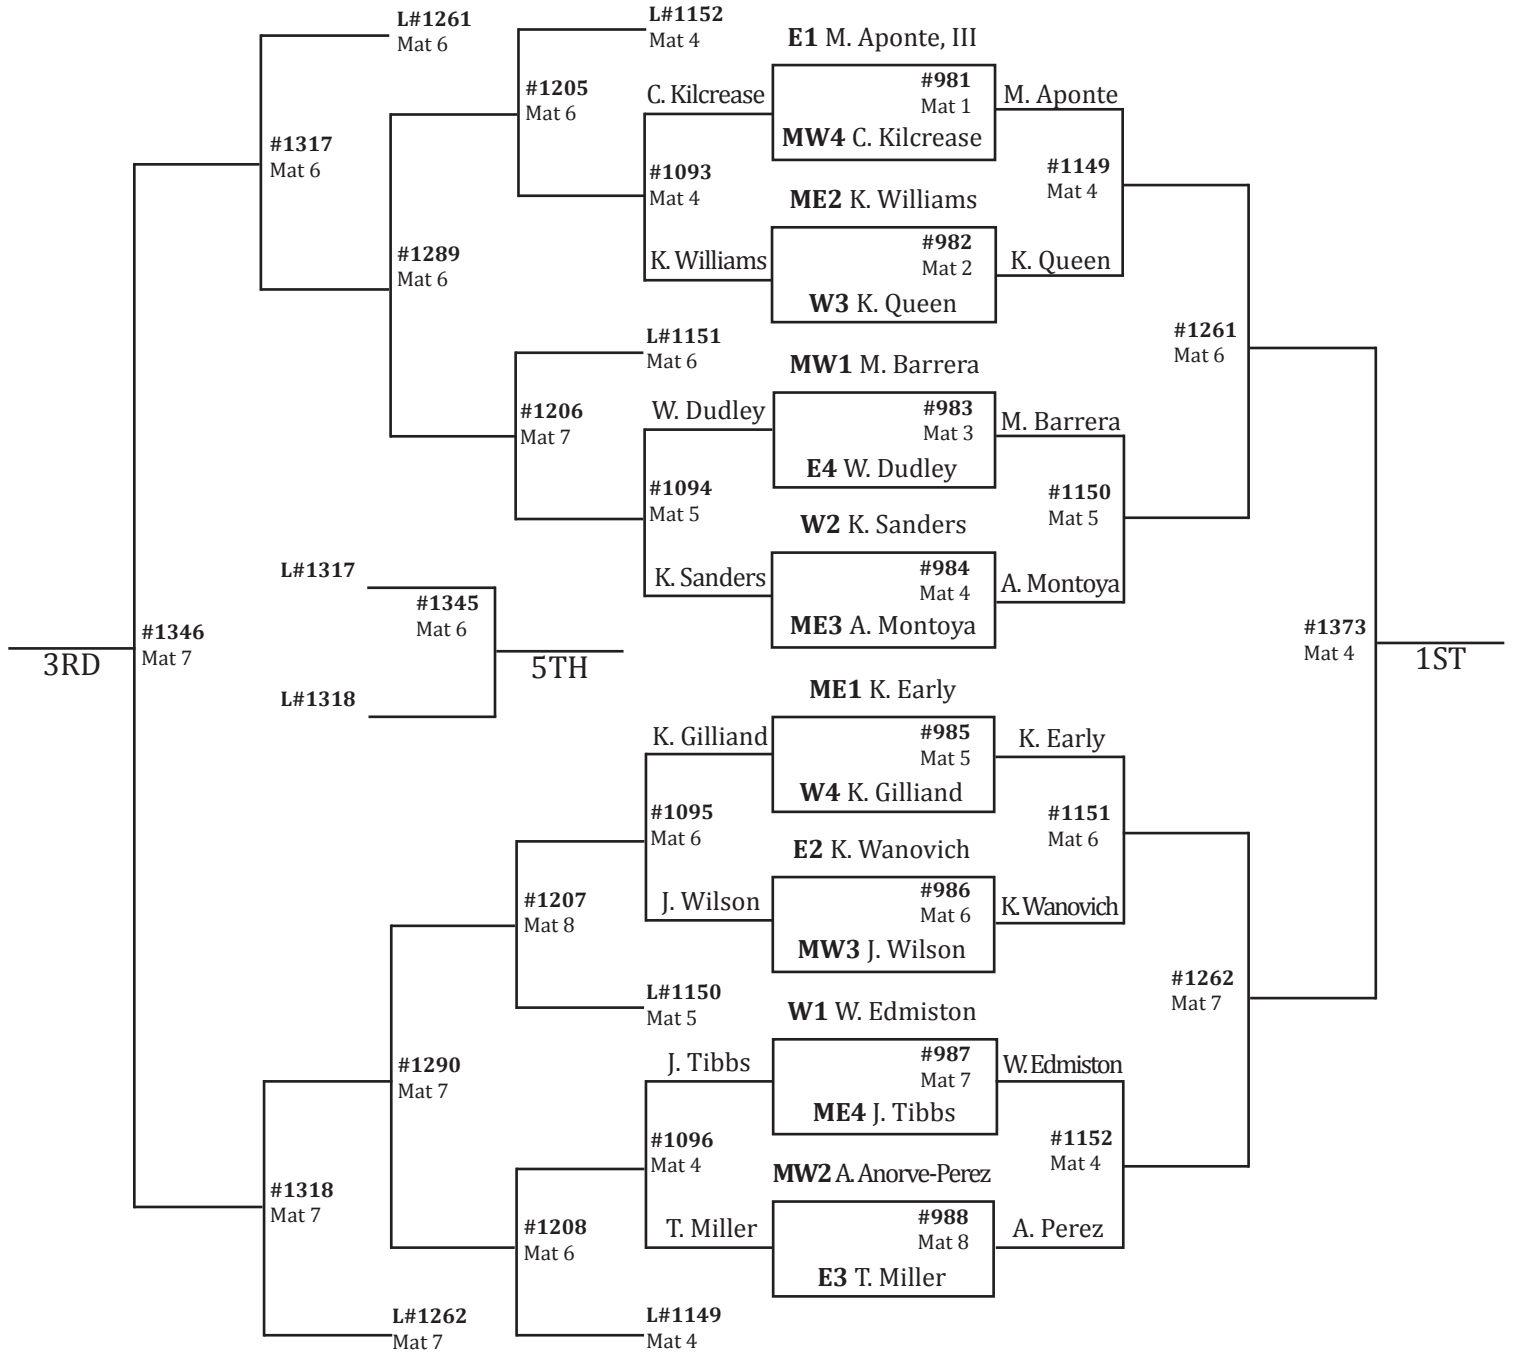 L#1261
Mat 6
L#1152
Mat 4
E1 M. Aponte, III
#1205
Mat 6
C. Kilcrease
#981
Mat 1
M. Aponte
MW4 C. Kilcrease
#1317
Mat 6
#1093
Mat 4
#1149
Mat 4
ME2 K. Williams
#1289
Mat 6
K. Williams
#982
Mat 2
K. Queen
W3 K. Queen
L#1151
Mat 6
#1261
Mat 6
MW1 M. Barrera
#1206
Mat 7
W. Dudley
#983
Mat 3
M. Barrera
E4 W. Dudley
#1094
Mat 5
#1150
Mat 5
W2 K. Sanders
L#1317
K. Sanders
#984
Mat 4
A. Montoya
#1345
Mat 6
ME3 A. Montoya
#1346
Mat 7
3RD
5TH
#1373
Mat 4
1ST
L#1318
ME1 K. Early
K. Gilliand
#985
Mat 5
K. Early
W4 K. Gilliand
#1095
Mat 6
#1151
Mat 6
E2 K. Wanovich
#1207
Mat 8
J. Wilson
#986
Mat 6
K. Wanovich
MW3 J. Wilson
L#1150
Mat 5
#1262
Mat 7
W1 W. Edmiston
#1290
Mat 7
J. Tibbs
#987
Mat 7
W. Edmiston
ME4 J. Tibbs
#1096
Mat 4
#1152
Mat 4
MW2 A. Anorve-Perez
#1318
Mat 7
#1208
Mat 6
T. Miller
#988
Mat 8
A. Perez
E3 T. Miller
L#1262
Mat 7
L#1149
Mat 4